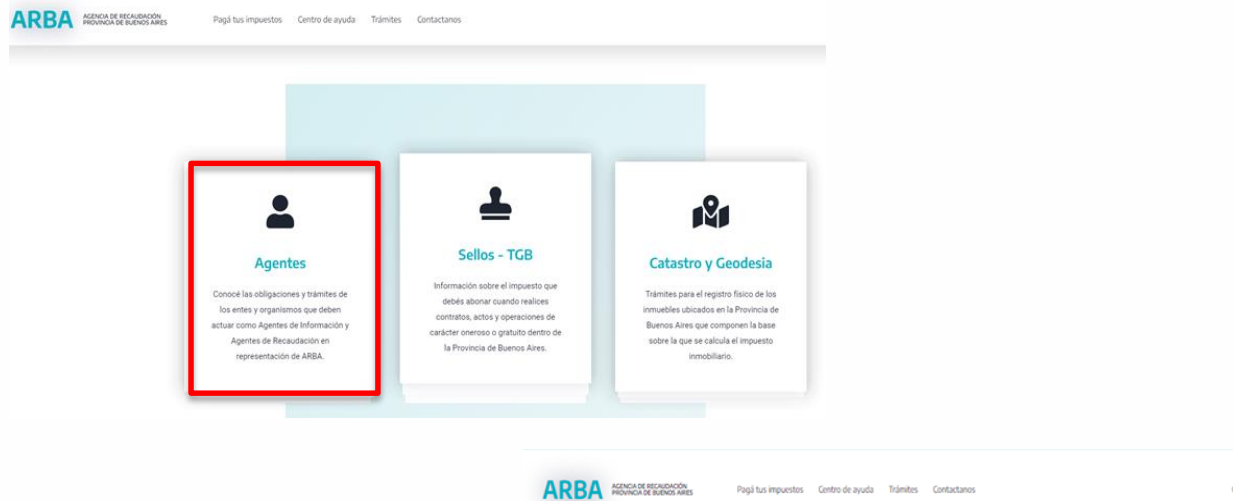 ARBA AGENCIA DE RECAUDACIÓN
PROVINCIA DE BUENOS AIRES
Pagá tus impuestos Centro de ayuda Trámites Contactanos
Agentes
Conocé las obligaciones y trámites de
los entes y organismos que deben
actuar como Agentes de Información y
Agentes de Recaudación en
representación de ARBA.
Sellos - TGB
Información sobre el impuesto que
debés abonar cuando realices
contratos, actos y operaciones de
carácter oneroso o gratuito dentro de
la Provincia de Buenos Aires.
Catastro y Geodesia
Trámites para el registro físico de los
inmuebles ubicados en la Provincia de
Buenos Aires que componen la base
sobre la que se calcula el impuesto
inmobiliario.
ARBA AGENCIA DE RECAUDACIÓN
PROVINCIA DE BUENOS AIRES
Pagá tus impuestos Centro de ayuda Trámites Contactanos